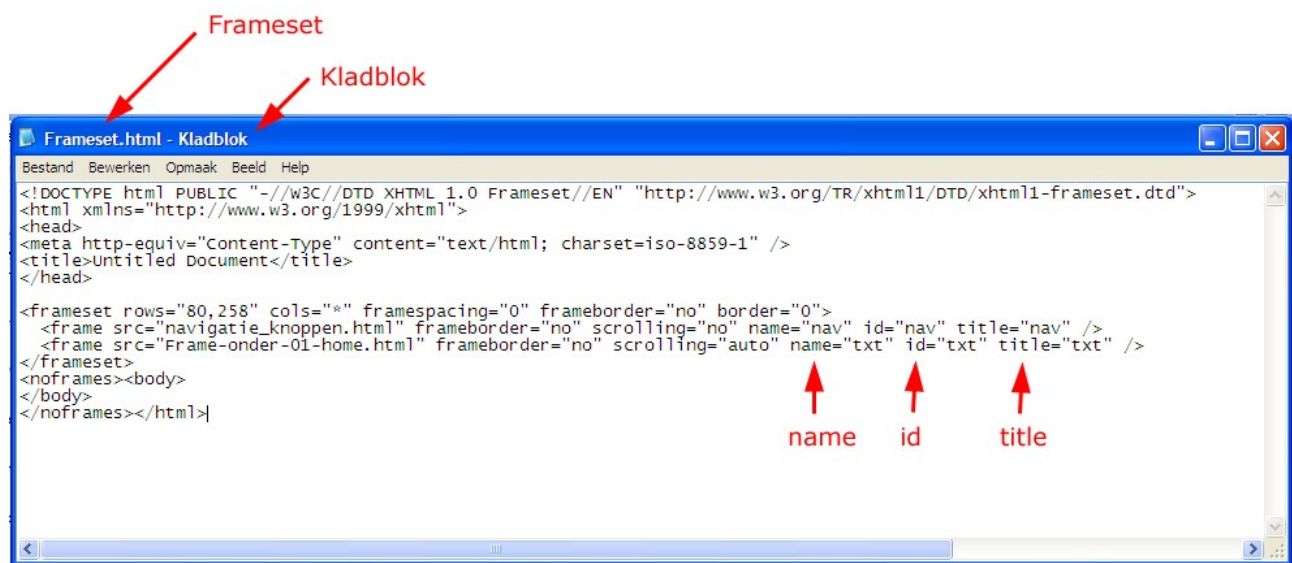 Frameset
Kladblok
Frameset.html - Kladblok
Bestand Bewerken Opmaak Beeld Help
<!DOCTYPE html PUBLIC "-//W3C//DTD XHTML 1.0 Frameset//EN" "http://www.w3.org/TR/xhtml1/DTD/xhtml1-frameset.dtd">
<html xmlns="http://www.w3.org/1999/xhtml">
<head>
<meta http-equiv="Content-Type" content="text/html; charset=iso-8859-1" />
<title>Untitled Document</title>
</head>
<frameset rows="80,258" cols="*" framespacing="0" frameborder="no" border="0">
<frame src="navigatie_knoppen.html" frameborder="no" scrolling="no" name="nav" id="nav" title="nav" />
<frame src="Frame-onder-01-home.html" frameborder="no" scrolling="auto" name="txt" id="txt" title="txt" />
</frameset>
<noframes><body>
</body>
</noframes></html>
name id title